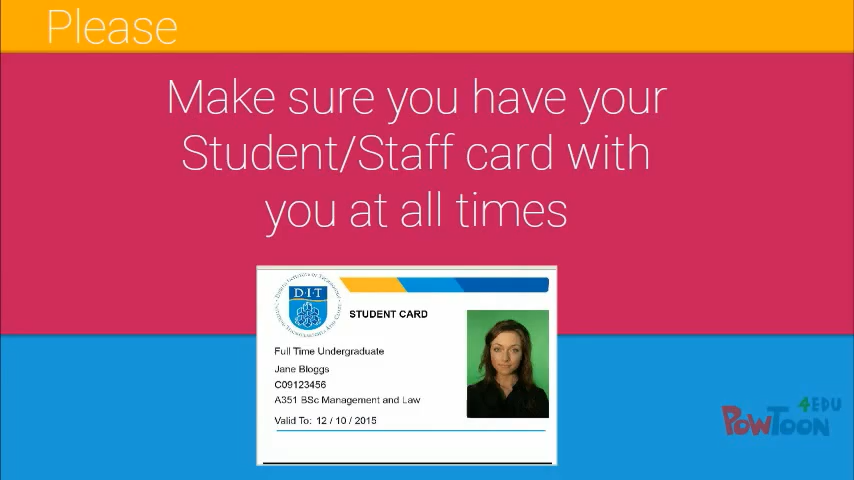 Please
Make sure you have your
Student/Staff card with
you at all times
D·I·T
STUDENT CARD
Full Time Undergraduate
Jane Bloggs
C09123456
A351 BSc Management and Law
Valid To: 12 / 10 / 2015
4EDU
PowToon